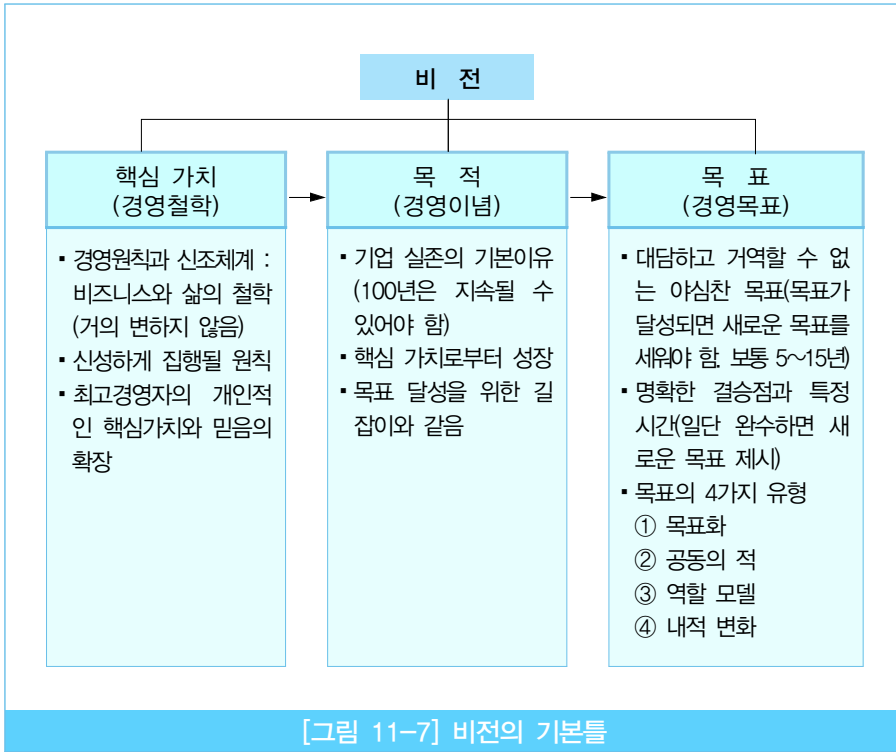 비 전
핵심 가치
(경영철학)
▪ 경영원칙과 신조체계 :
비즈니스와 삶의 철학
(거의 변하지 않음)
▪ 신성하게 집행될 원칙
▪ 최고경영자의 개인적
인 핵심가치와 믿음의
확장
목 적
(경영이념)
▪ 기업 실존의 기본이유
(100년은 지속될 수
있어야 함)
▪ 핵심 가치로부터 성장
▪ 목표 달성을 위한 길
잡이와 같음
목 표
(경영목표)
▪ 대담하고 거역할 수 없
는 야심찬 목표(목표가
달성되면 새로운 목표를
세워야 함. 보통 5~15년)
▪ 명확한 결승점과 특정
시간(일단 완수하면 새
로운 목표 제시)
▪ 목표의 4가지 유형
① 목표화
② 공동의 적
③ 역할 모델
④ 내적 변화
[그림 11-7] 비전의 기본틀